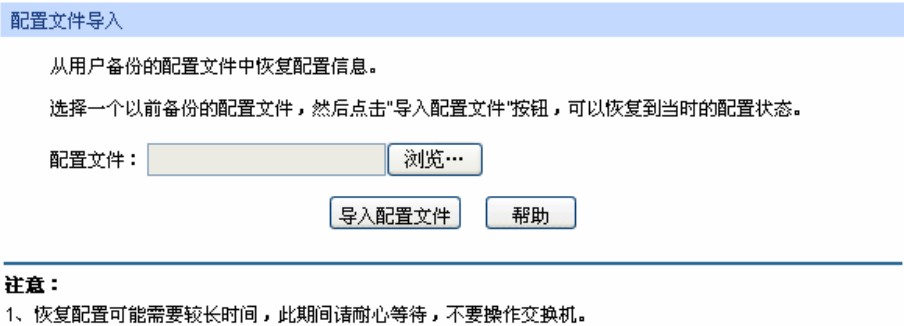 配置文件导入
从用户备份的配置文件中恢复配置信息。
选择一个以前备份的配置文件，然后点击"导入配置文件"按钮，可以恢复到当时的配置状态。
配置文件： 浏览…
导入配置文件 帮助
注意：
1、恢复配置可能需要较长时间，此期间请耐心等待，不要操作交换机。